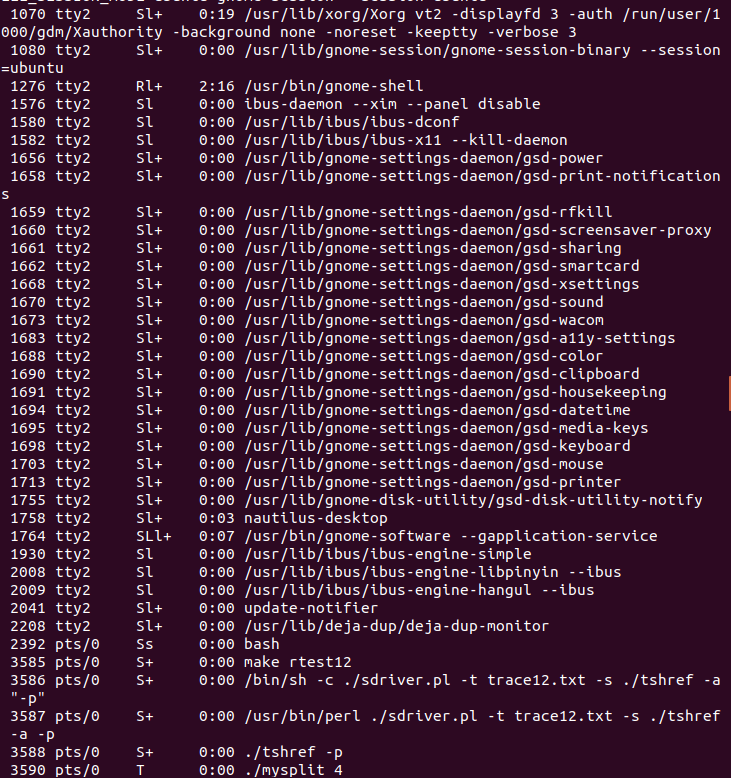 1070 tty2     Sl+    0:19 /usr/lib/xorg/Xorg vt2 -displayfd 3 -auth /run/user/1
000/gdm/Xauthority -background none -noreset -keeptty -verbose 3
 1080 tty2     Sl+    0:00 /usr/lib/gnome-session/gnome-session-binary --session
=ubuntu
 1276 tty2     Rl+    2:16 /usr/bin/gnome-shell
 1576 tty2     Sl     0:00 ibus-daemon --xim --panel disable
 1580 tty2     Sl     0:00 /usr/lib/ibus/ibus-dconf
 1582 tty2     Sl     0:00 /usr/lib/ibus/ibus-x11 --kill-daemon
 1656 tty2     Sl+    0:00 /usr/lib/gnome-settings-daemon/gsd-power
 1658 tty2     Sl+    0:00 /usr/lib/gnome-settings-daemon/gsd-print-notification
s
 1659 tty2     Sl+    0:00 /usr/lib/gnome-settings-daemon/gsd-rfkill
 1660 tty2     Sl+    0:00 /usr/lib/gnome-settings-daemon/gsd-screensaver-proxy
 1661 tty2     Sl+    0:00 /usr/lib/gnome-settings-daemon/gsd-sharing
 1662 tty2     Sl+    0:00 /usr/lib/gnome-settings-daemon/gsd-smartcard
 1668 tty2     Sl+    0:00 /usr/lib/gnome-settings-daemon/gsd-xsettings
 1670 tty2     Sl+    0:00 /usr/lib/gnome-settings-daemon/gsd-sound
 1673 tty2     Sl+    0:00 /usr/lib/gnome-settings-daemon/gsd-wacom
 1683 tty2     Sl+    0:00 /usr/lib/gnome-settings-daemon/gsd-a11y-settings
 1688 tty2     Sl+    0:00 /usr/lib/gnome-settings-daemon/gsd-color
 1690 tty2     Sl+    0:00 /usr/lib/gnome-settings-daemon/gsd-clipboard
 1691 tty2     Sl+    0:00 /usr/lib/gnome-settings-daemon/gsd-housekeeping
 1694 tty2     Sl+    0:00 /usr/lib/gnome-settings-daemon/gsd-datetime
 1695 tty2     Sl+    0:00 /usr/lib/gnome-settings-daemon/gsd-media-keys
 1698 tty2     Sl+    0:00 /usr/lib/gnome-settings-daemon/gsd-keyboard
 1703 tty2     Sl+    0:00 /usr/lib/gnome-settings-daemon/gsd-mouse
 1713 tty2     Sl+    0:00 /usr/lib/gnome-settings-daemon/gsd-printer
 1755 tty2     Sl+    0:00 /usr/lib/gnome-disk-utility/gsd-disk-utility-notify
 1758 tty2     Sl+    0:03 nautilus-desktop
 1764 tty2     SLl+   0:07 /usr/bin/gnome-software --gapplication-service
 1930 tty2     Sl     0:00 /usr/lib/ibus/ibus-engine-simple
 2008 tty2     Sl     0:00 /usr/lib/ibus/ibus-engine-libpinyin --ibus
 2009 tty2     Sl     0:00 /usr/lib/ibus/ibus-engine-hangul --ibus
 2041 tty2     Sl+    0:00 update-notifier
 2208 tty2     Sl+    0:00 /usr/lib/deja-dup/deja-dup-monitor
 2392 pts/0    Ss     0:00 bash
 3585 pts/0    S+     0:00 make rtest12
 3586 pts/0    S+     0:00 /bin/sh -c ./sdriver.pl -t trace12.txt -s ./tshref -a
 "-p"
 3587 pts/0    S+     0:00 /usr/bin/perl ./sdriver.pl -t trace12.txt -s ./tshref
 -a -p
 3588 pts/0    S+     0:00 ./tshref -p
 3590 pts/0    T      0:00 ./mysplit 4